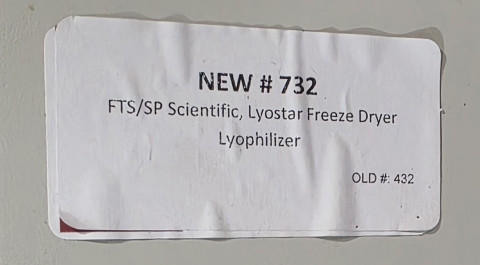 NEW # 732
FTS/SP Scientific, Lyostar Freeze Dryer
Lyophilizer
OLD #: 432